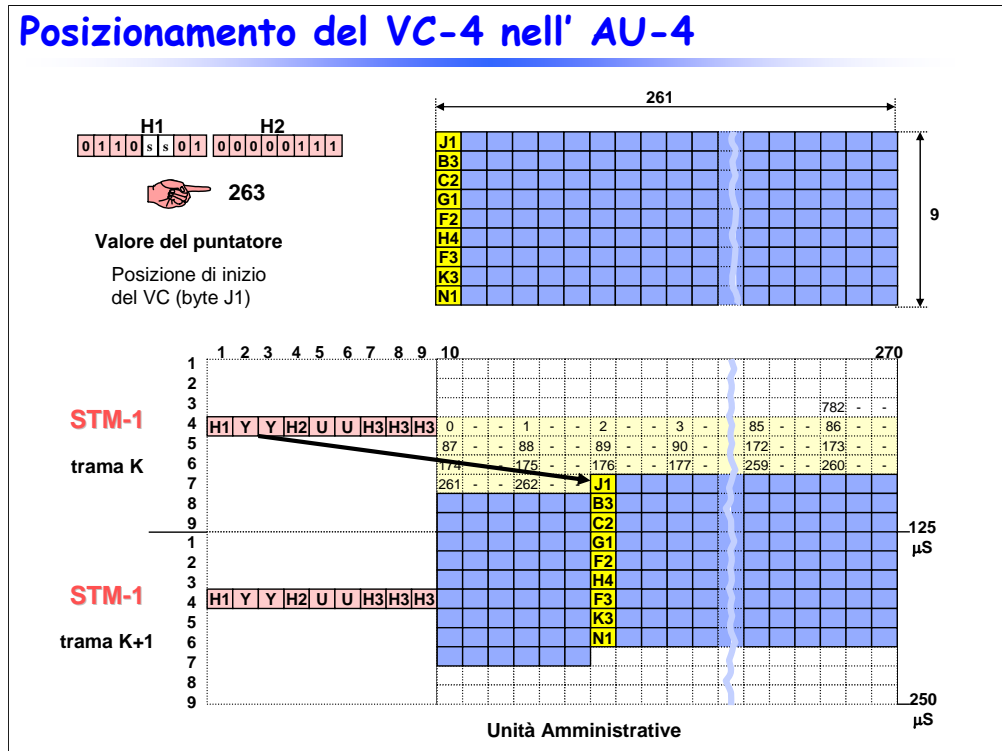 Posizionamento del VC-4 nell' AU-4
H1 H2
0 1 1 0 s s 0 1 0 0 0 0 0 1 1 1
263
Valore del puntatore
Posizione di inizio
del VC (byte J1)
261
J1
B3
C2
G1
F2
H4
F3
K3
N1
9
1 2 3 4 5 6 7 8 9 10 270
1
2
3 782 - -
STM-1
4 H1 Y Y H2 U U H3 H3 H3 0 - - 1 - - 2 - - 3 - 85 - - 86 - -
5 87 - - 88 - - 89 - - 90 - 172 - - 173 - -
trama K
6 174 - - 175 - - 176 - - 177 - 259 - - 260 - -
7 261 - - 262 - - J1
8 B3
9 C2
125
µS
1 G1
2 F2
3 H4
STM-1
4 H1 Y Y H2 U U H3 H3 H3 F3
5 K3
trama K+1
6 N1
7
8
9
250
µS
Unità Amministrative